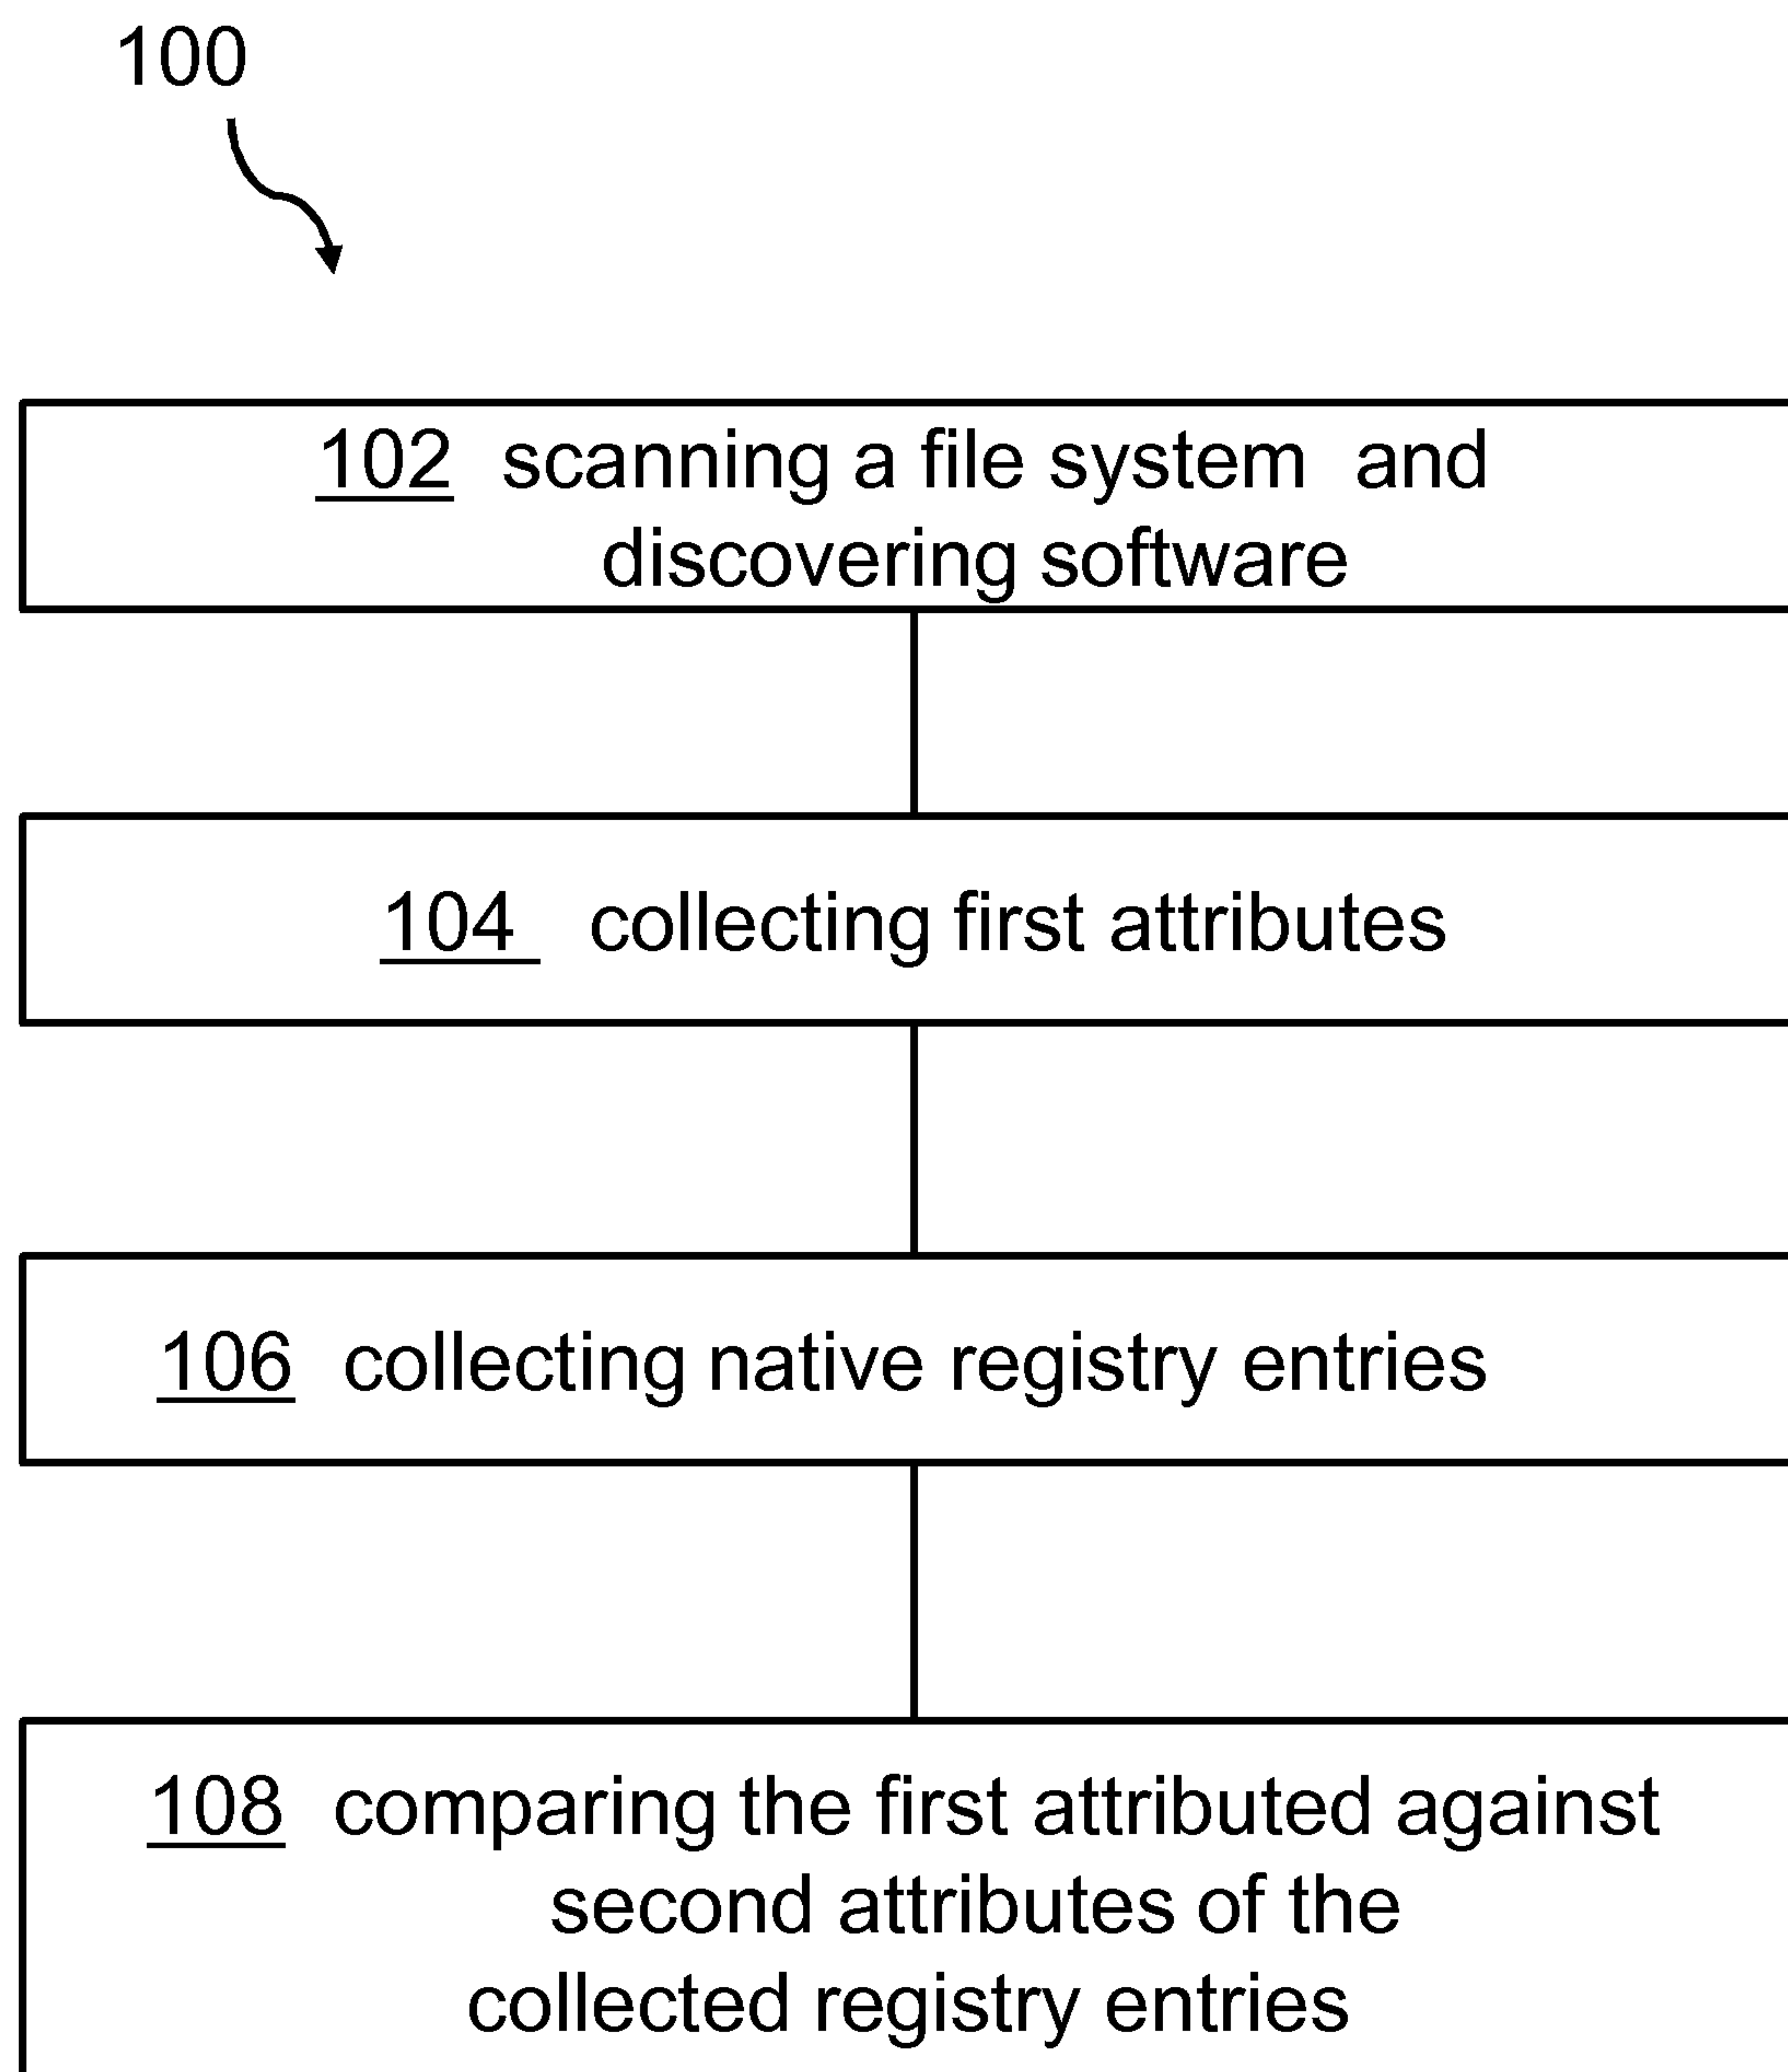 100
102 scanning a file system and
discovering software
104 collecting first attributes
106 collecting native registry entries
108 comparing the first attributed against
second attributes of the
collected registry entries